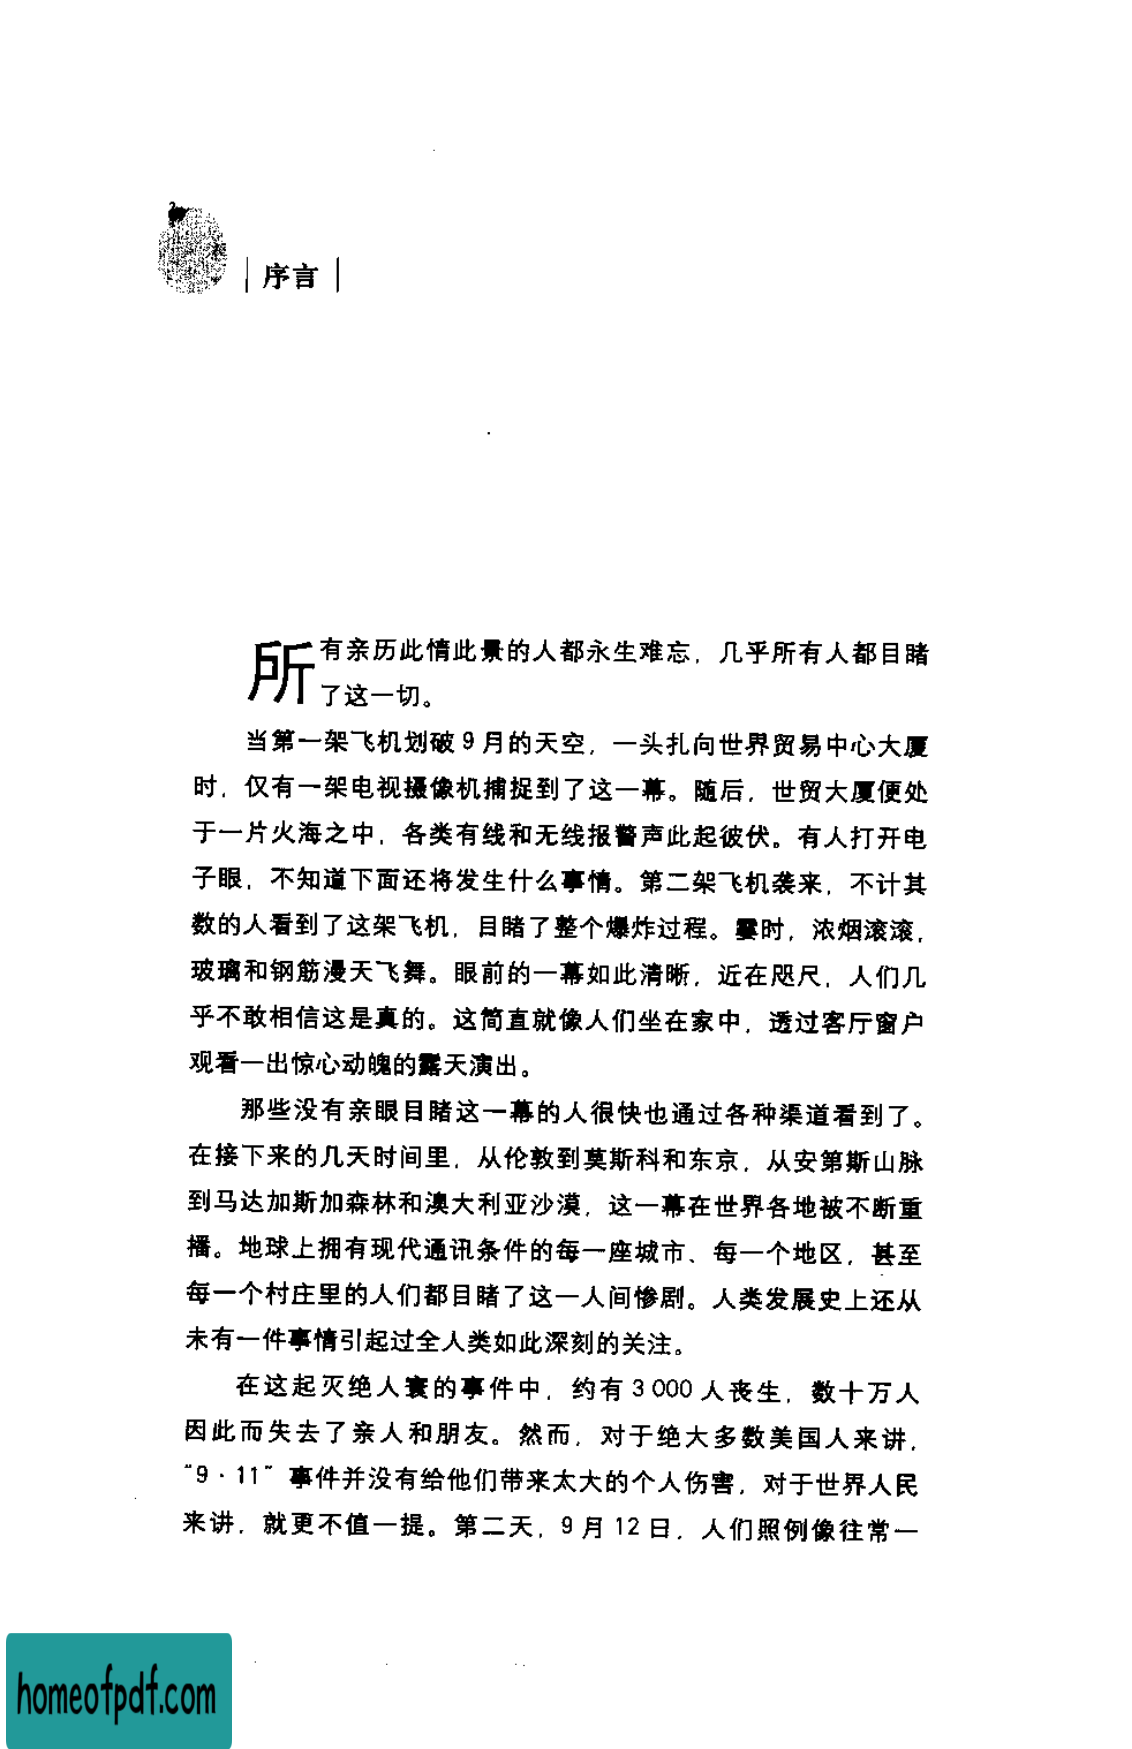 序言
所有亲历此情此景的人都永生难忘，几乎所有人都目睹
了这一切。
当第一架飞机划破9月的天空，一头扎向世界贸易中心大厦
时，仅有一架电视摄像机捕捉到了这一幕。随后，世贸大厦便处
于一片火海之中，各类有线和无线报警声此起彼伏。有人打开电
子眼，不知道下面还将发生什么事情。第二架飞机袭来，不计其
数的人看到了这架飞机，目睹了整个爆炸过程。霎时，浓烟滚滚，
玻璃和钢筋漫天飞舞。眼前的一幕如此清晰，近在咫尺，人们几
乎不敢相信这是真的。这简直就像人们坐在家中，透过客厅窗户
观看一出惊心动魄的露天演出。
那些没有亲眼目睹这一幕的人很快也通过各种渠道看到了。
在接下来的几天时间里，从伦敦到莫斯科和东京，从安第斯山脉
到马达加斯加森林和澳大利亚沙漠，这一幕在世界各地被不断重
播。地球上拥有现代通讯条件的每一座城市、每一个地区，甚至
每一个村庄里的人们都目睹了这一人间惨剧。人类发展史上还从
未有一件事情引起过全人类如此深刻的关注。
在这起灭绝人寰的事件中，约有3 000人丧生，数十万人
因此而失去了亲人和朋友。然而，对于绝大多数美国人来讲，
“9·11”事件并没有给他们带来太大的个人伤害，对于世界人民
来讲，就更不值一提。第二天，9月12日，人们照例像往常一
homeofpdf.com